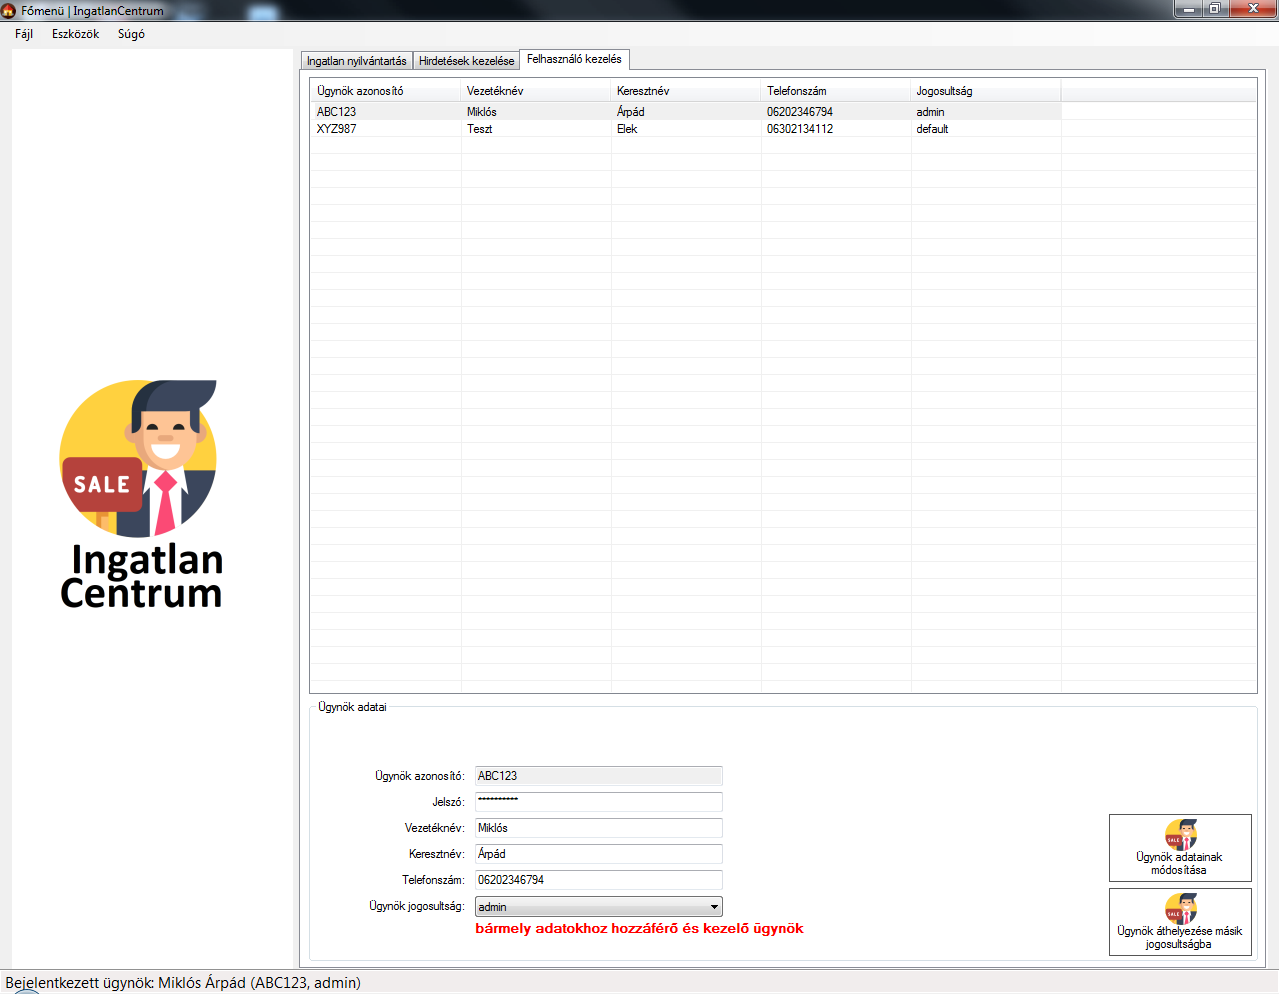 Főmenü | IngatlanCentrum
Fájl Eszközök Súgó
Ingatlan nyilvántartás Hirdetések kezelése Felhasználó kezelés
Ügynök azonosító Vezetéknév Keresztnév Telefonszám Jogosultság
ABC123 Miklós Árpád 06202346794 admin
XYZ987 Teszt Elek 06302134112 default
SALE
Ingatlan
Centrum
Ügynök adatai
Ügynök azonosító: ABC123
Jelszó: **********
Vezetéknév: Miklós
Keresztnév: Árpád
Telefonszám: 06202346794
Ügynök jogosultság: admin
bármely adatokhoz hozzáférő és kezelő ügynök
SALE
Ügynök adatainak
módosítása
SALE
Ügynök áthelyezése másik
jogosultságba
Bejelentkezett ügynök: Miklós Árpád (ABC123, admin)